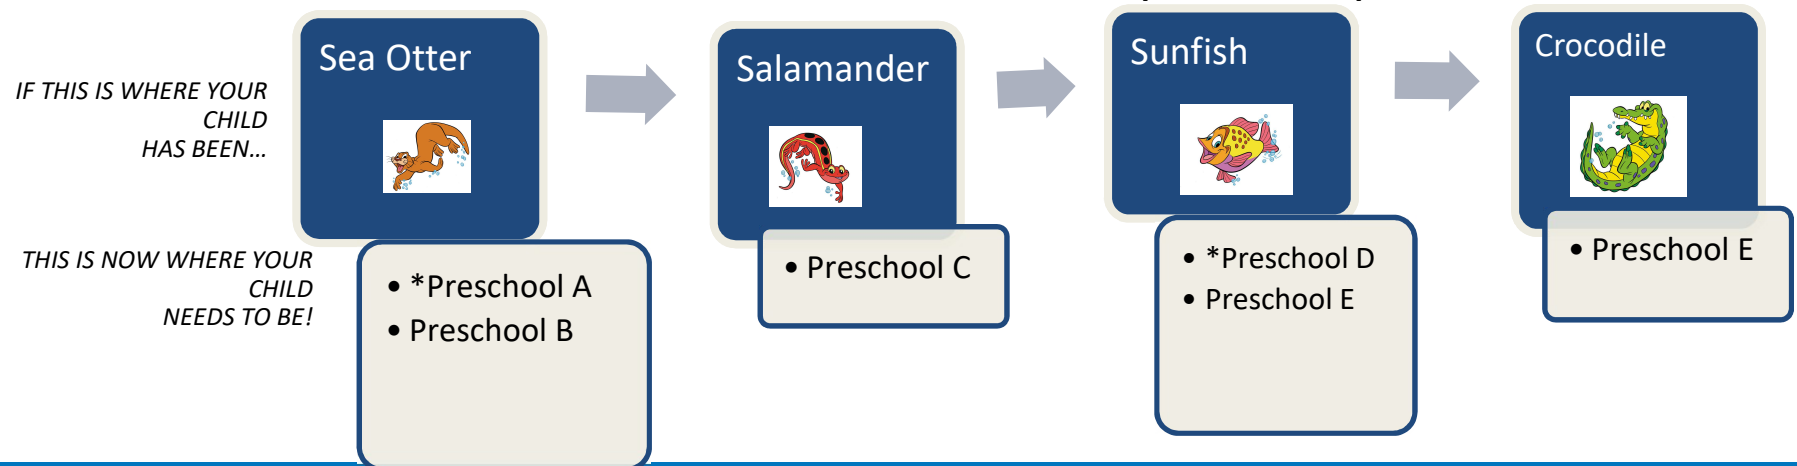 IF THIS IS WHERE YOUR
CHILD
HAS BEEN...
Sea Otter
Salamander
Sunfish
Crocodile
THIS IS NOW WHERE YOUR
CHILD
NEEDS TO BE!
• *Preschool A
• Preschool B
• Preschool C
• *Preschool D
• Preschool E
• Preschool E